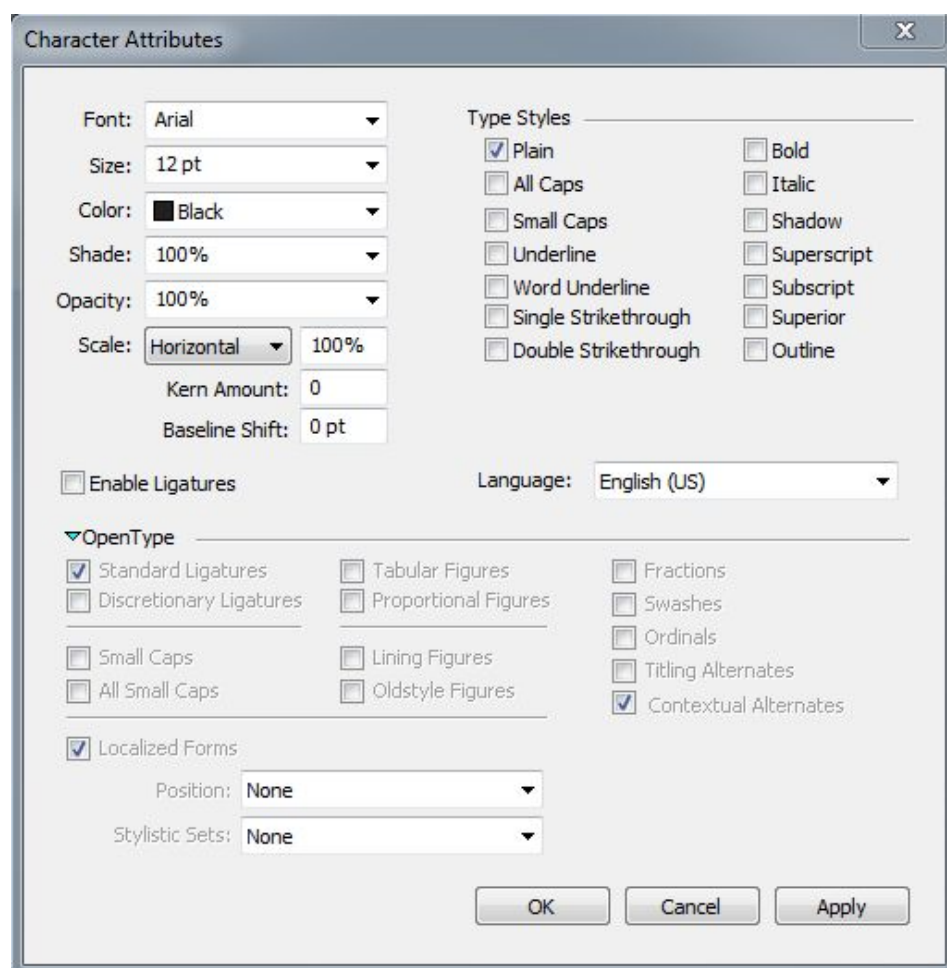 Character Attributes
Font: Arial
Size: 12 pt
Color: Black
Shade: 100%
Opacity: 100%
Scale: Horizontal 100%
Kern Amount: 0
Baseline Shift: 0 pt
Type Styles
Plain Bold
All Caps Italic
Small Caps Shadow
Underline Superscript
Word Underline Subscript
Single Strikethrough Superior
Double Strikethrough Outline
Enable Ligatures Language: English (US)
OpenType
Standard Ligatures Tabular Figures Fractions
Discretionary Ligatures Proportional Figures Swashes
Ordinals
Small Caps Lining Figures Titling Alternates
All Small Caps Oldstyle Figures Contextual Alternates
Localized Forms
Position: None
Stylistic Sets: None
OK Cancel Apply